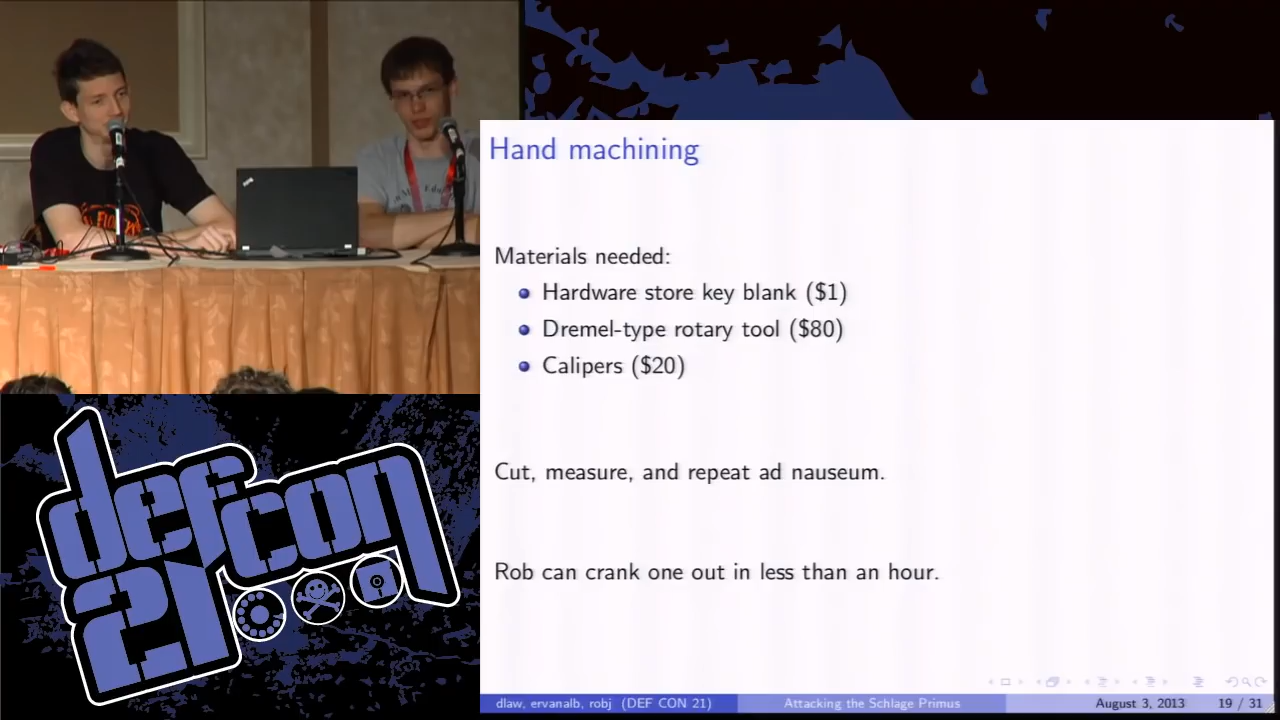 Hand machining
Materials needed:
Hardware store key blank ($1)
Dremel-type rotary tool ($80)
Calipers ($20)
Cut, measure, and repeat ad nauseum.
Rob can crank one out in less than an hour.
defcon
21
dlaw, ervanalb, robj (DEF CON 21)
Attacking the Schlage Primus
August 3, 2013
19 / 31